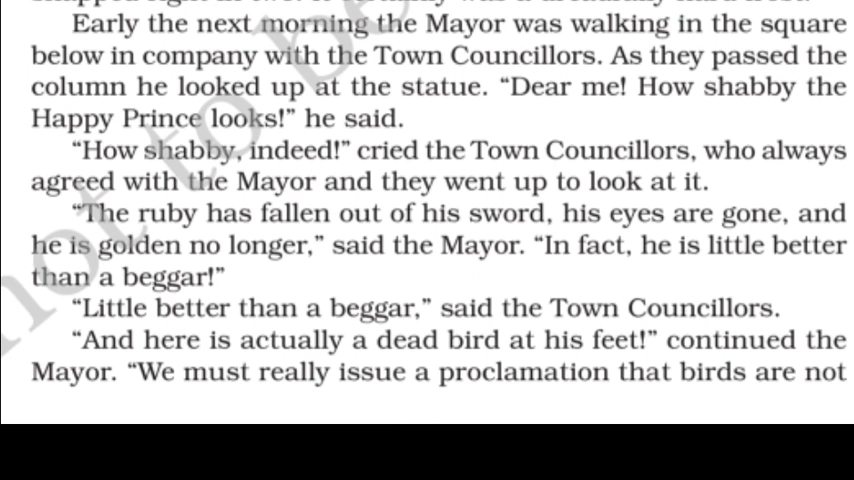 Early the next morning the Mayor was walking in the square
below in company with the Town Councillors. As they passed the
column he looked up at the statue. “Dear me! How shabby the
Happy Prince looks!” he said.
“How shabby, indeed!” cried the Town Councillors, who always
agreed with the Mayor and they went up to look at it.
“The ruby has fallen out of his sword, his eyes are gone, and
he is golden no longer,” said the Mayor. “In fact, he is little better
than a beggar!”
“Little better than a beggar,” said the Town Councillors.
“And here is actually a dead bird at his feet!” continued the
Mayor. “We must really issue a proclamation that birds are not
not to be